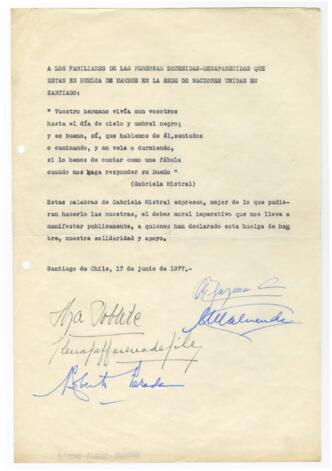 A LOS FAMILIARES DE LAS PERSONAS DETENIDAS-DESAPARECIDAS QUE
ESTAN EN HUELGA DE HAMBRE EN LA SEDE DE NACIONES UNIDAS EN
SANTIAGO:
" Vuestro hermano vivía con vosotros
hasta el día de cielo y umbral negro;
y es bueno, sí, que hablemos de él, sentados
o caminando, y en vela o durmiendo,
si lo hemos de contar como una fábula
cuando nos haga responder su Dueño "
(Gabriela Mistral)
Estas palabras de Gabriela Mistral expresan, mejor de lo que pudie-
ran hacerlo las nuestras, el deber moral imperativo que nos lleva a
manifestar publicamente, a quienes han declarado esta huelga de ham
bre, nuestra solidaridad y apoyo.
Santiago de Chile, 17 de junio de 1977.-
Roberto Parada